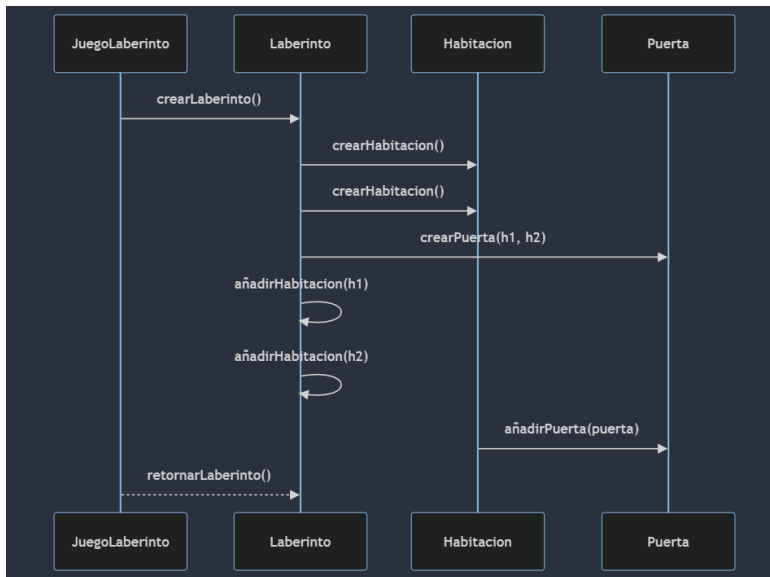 JuegoLaberinto Laberinto Habitacion Puerta
crearLaberinto()
crearHabitacion()
crearHabitacion()
crearPuerta(h1, h2)
añadirHabitacion(h1)
añadirHabitacion(h2)
añadirPuerta(puerta)
retornarLaberinto()
JuegoLaberinto Laberinto Habitacion Puerta